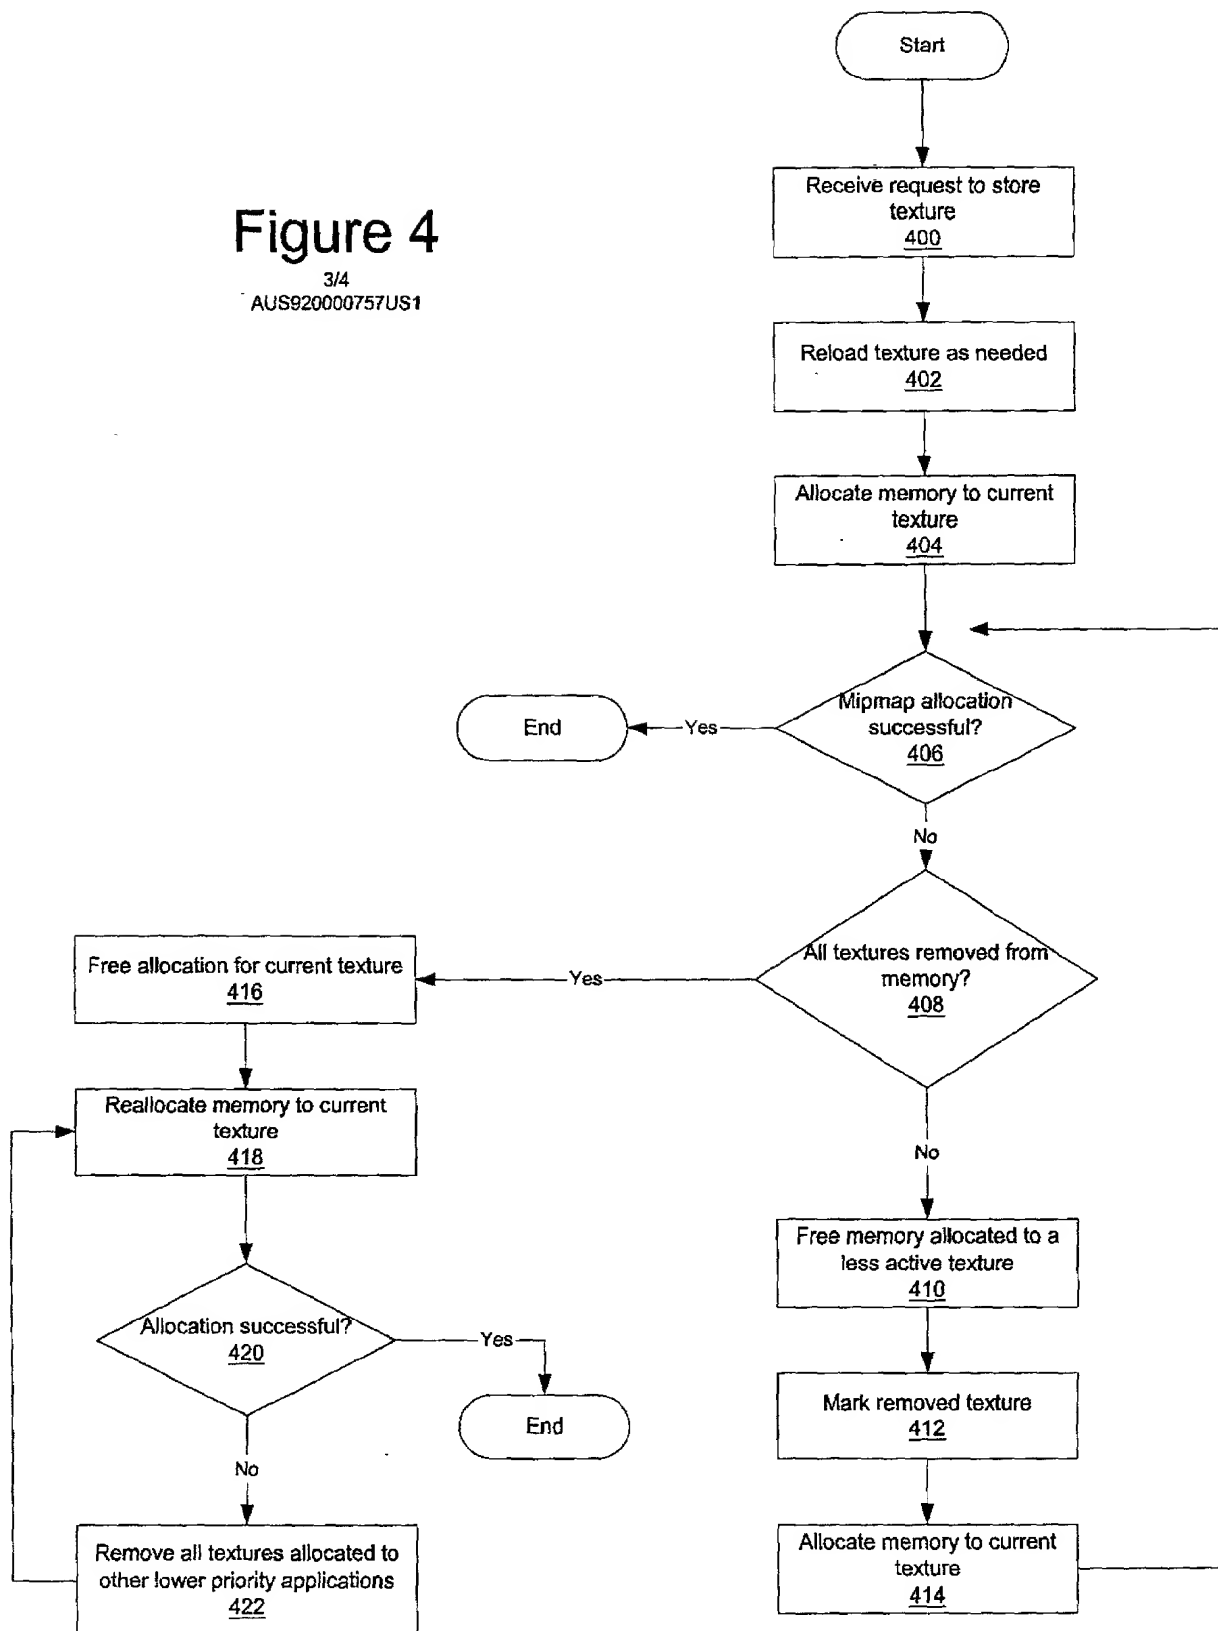 Start
Receive request to store
texture
400
Figure 4
3/4
AUS920000757US1
Reload texture as needed
402
Allocate memory to current
texture
404
Mipmap allocation
successful?
406
Yes
End
No
All textures removed from
memory?
408
Yes
Free allocation for current texture
416
Reallocate memory to current
texture
418
No
Free memory allocated to a
less active texture
410
Allocation successful?
420
Yes
End
Mark removed texture
412
No
Remove all textures allocated to
other lower priority applications
422
Allocate memory to current
texture
414